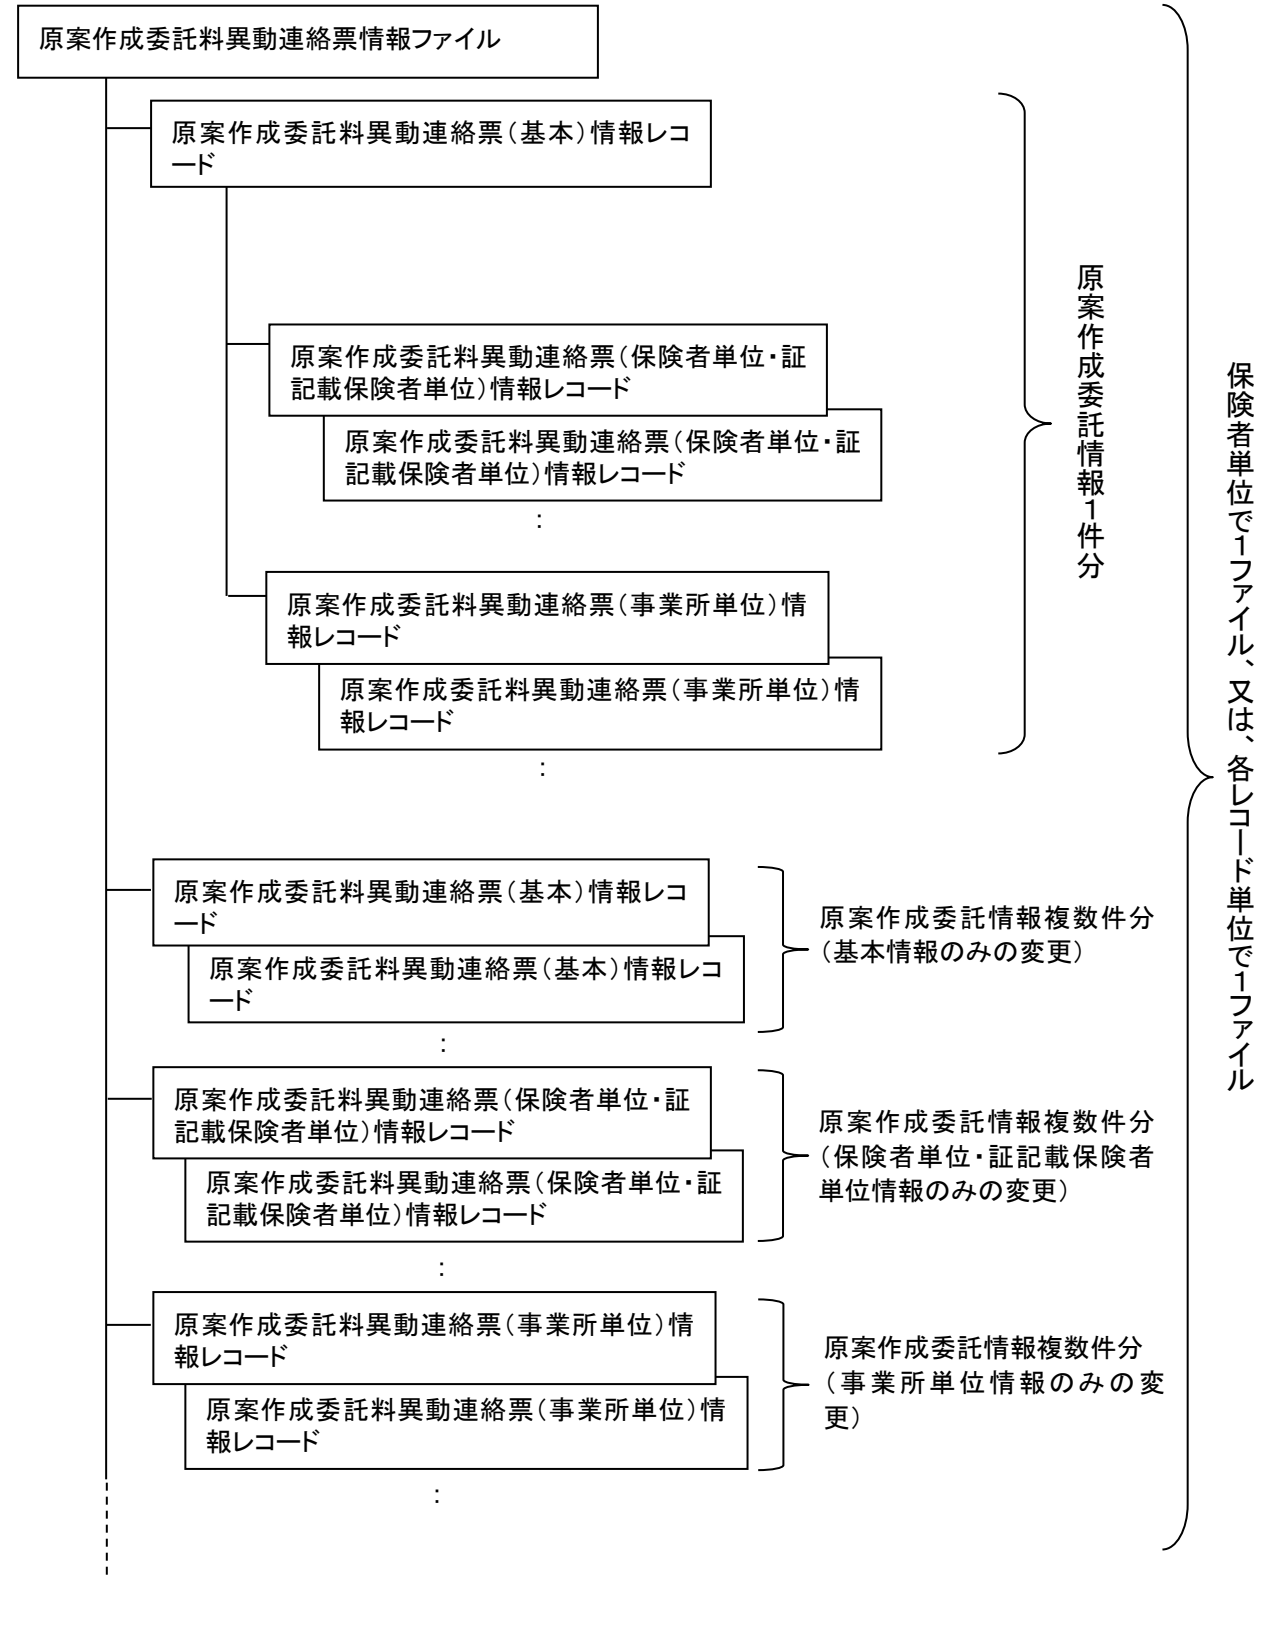 原案作成委託料異動連絡票情報ファイル
原案作成委託料異動連絡票（基本）情報レコ
ード
原案作成委託料異動連絡票（保険者単位・証
記載保険者単位）情報レコード
原案作成委託料異動連絡票（保険者単位・証
記載保険者単位）情報レコード
：
原案作成委託料異動連絡票（事業所単位）情
報レコード
原案作成委託料異動連絡票（事業所単位）情
報レコード
：
原案作成委託情報１件分
原案作成委託料異動連絡票（基本）情報レコ
ード
原案作成委託料異動連絡票（基本）情報レコ
ード
：
原案作成委託情報複数件分
（基本情報のみの変更）
原案作成委託料異動連絡票（保険者単位・証
記載保険者単位）情報レコード
原案作成委託料異動連絡票（保険者単位・証
記載保険者単位）情報レコード
：
原案作成委託情報複数件分
（保険者単位・証記載保険者
単位情報のみの変更）
原案作成委託料異動連絡票（事業所単位）情
報レコード
原案作成委託料異動連絡票（事業所単位）情
報レコード
：
原案作成委託情報複数件分
（事業所単位情報のみの変
更）
保険者単位で１ファイル、又は、各レコード単位で１ファイル